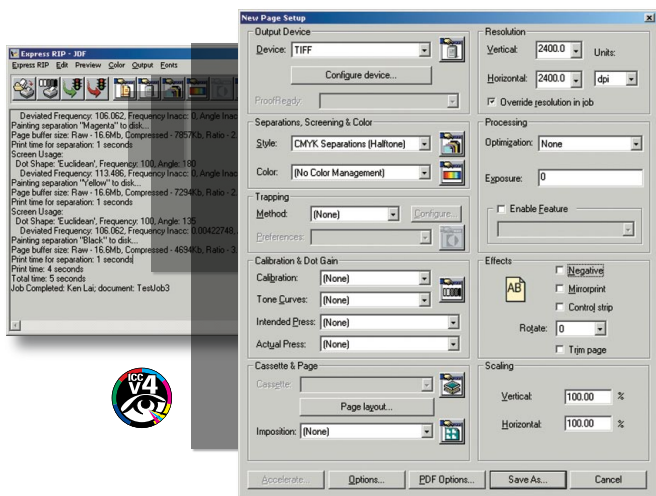 Express RIP - JDF
Express RIP Edit Preview Color Output Fonts
Deviated Frequency: 106.062, Frequency Inacc: 0, Angle Inac
Painting separation "Magenta" to disk...
Page buffer size: Raw - 16.6Mb, Compressed - 7857Kb, Ratio - 2.
Print time for separation: 1 seconds
Screen Usage:
Dot Shape: 'Euclidean', Frequency: 100, Angle: 180
Deviated Frequency: 113.486, Frequency Inacc: 0, Angle Inac
Painting separation "Yellow" to disk...
Page buffer size: Raw - 16.6Mb, Compressed - 7294Kb, Ratio - 2.
Print time for separation: 1 seconds
Screen Usage:
Dot Shape: 'Euclidean', Frequency: 100, Angle: 135
Deviated Frequency: 106.062, Frequency Inacc: 0.00422748,
Painting separation "Black" to disk...
Page buffer size: Raw - 16.6Mb, Compressed - 4694Kb, Ratio - 3.
Print time for separation: 1 seconds
Print time: 4 seconds
Total time: 5 seconds
Job Completed: Ken Lai; document: TestJob3
ICC
V4
New Page Setup
Output Device
Device: TIFF
Configure device...
ProofReady:
Separations, Screening & Color
Style: CMYK Separations (Halftone)
Color: (No Color Management)
Trapping
Method: (None) Configure...
Preferences:
Calibration & Dot Gain
Calibration: (None)
Tone Curves: (None)
Intended Press: (None)
Actual Press: (None)
Cassette & Page
Cassette:
Page layout...
Imposition: (None)
Resolution
Vertical: 2400.0 Units:
Horizontal: 2400.0 dpi
Override resolution in job
Processing
Optimization: None
Exposure: 0
Enable Feature
Effects
AB
Negative
Mirrorprint
Control strip
Rotate: 0
Trim page
Scaling
Vertical: 100.00 %
Horizontal: 100.00 %
Accelerate... Options... PDF Options... Save As... Cancel